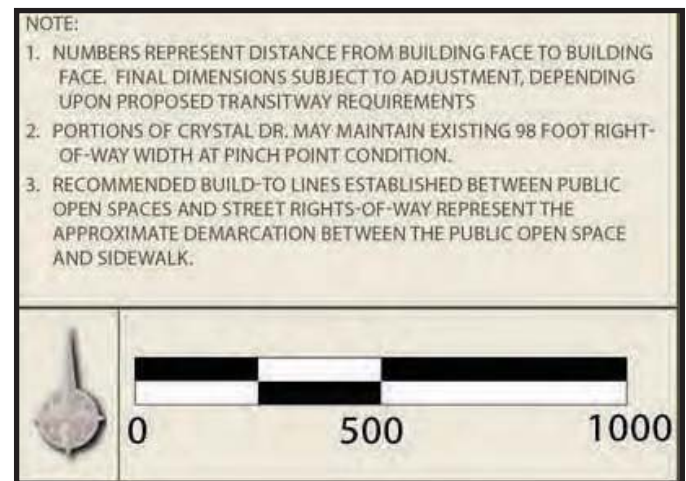 NOTE:
1. NUMBERS REPRESENT DISTANCE FROM BUILDING FACE TO BUILDING
FACE. FINAL DIMENSIONS SUBJECT TO ADJUSTMENT, DEPENDING
UPON PROPOSED TRANSITWAY REQUIREMENTS
2. PORTIONS OF CRYSTAL DR. MAY MAINTAIN EXISTING 98 FOOT RIGHT-
OF-WAY WIDTH AT PINCH POINT CONDITION.
3. RECOMMENDED BUILD-TO LINES ESTABLISHED BETWEEN PUBLIC
OPEN SPACES AND STREET RIGHTS-OF-WAY REPRESENT THE
APPROXIMATE DEMARCATION BETWEEN THE PUBLIC OPEN SPACE
AND SIDEWALK.
0 500 1000